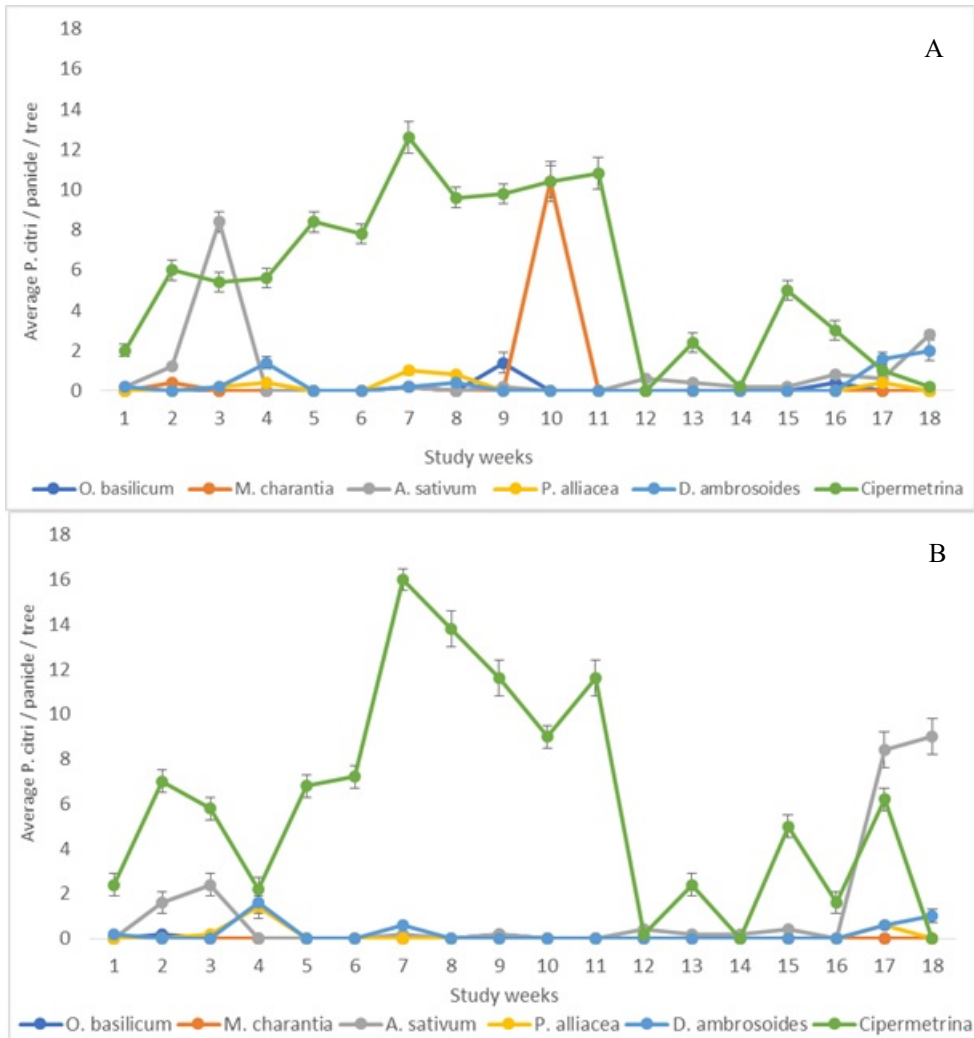 A
18
16
14
12
10
8
6
4
2
0
Average P. citri / panicle / tree
1 2 3 4 5 6 7 8 9 10 11 12 13 14 15 16 17 18
Study weeks
O. basilicum M. charantia A. sativum P. alliacea D. ambrosoides Cipermetrina
B
18
16
14
12
10
8
6
4
2
0
Average P. citri / panicle / tree
1 2 3 4 5 6 7 8 9 10 11 12 13 14 15 16 17 18
Study weeks
O. basilicum M. charantia A. sativum P. alliacea D. ambrosoides Cipermetrina